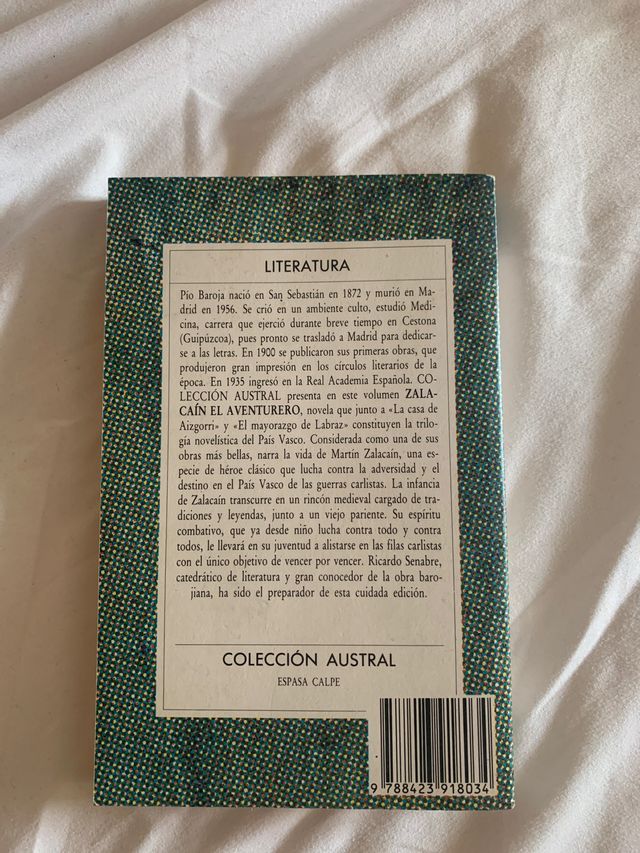 LITERATURA
Pío Baroja nació en San Sebastián en 1872 y murió en Ma-
drid en 1956. Se crió en un ambiente culto, estudió Medi-
cina, carrera que ejerció durante breve tiempo en Cestona
(Guipúzcoa), pues pronto se trasladó a Madrid para dedicar-
se a las letras. En 1900 se publicaron sus primeras obras, que
produjeron gran impresión en los círculos literarios de la
época. En 1935 ingresó en la Real Academia Española. CO-
LECCIÓN AUSTRAL presenta en este volumen ZALA-
CAÍN EL AVENTURERO, novela que junto a «La casa de
Aizgorri» y «El mayorazgo de Labraz» constituyen la trilo-
gía novelística del País Vasco. Considerada como una de sus
obras más bellas, narra la vida de Martín Zalacaín, una es-
pecie de héroe clásico que lucha contra la adversidad y el
destino en el País Vasco de las guerras carlistas. La infancia
de Zalacaín transcurre en un rincón medieval cargado de tra-
diciones y leyendas, junto a un viejo pariente. Su espíritu
combativo, que ya desde niño lucha contra todo y contra
todos, le llevará en su juventud a alistarse en las filas carlistas
con el único objetivo de vencer por vencer. Ricardo Senabre,
catedrático de literatura y gran conocedor de la obra baro-
jiana, ha sido el preparador de esta cuidada edición.
COLECCIÓN AUSTRAL
ESPASA CALPE
9 788423 918034